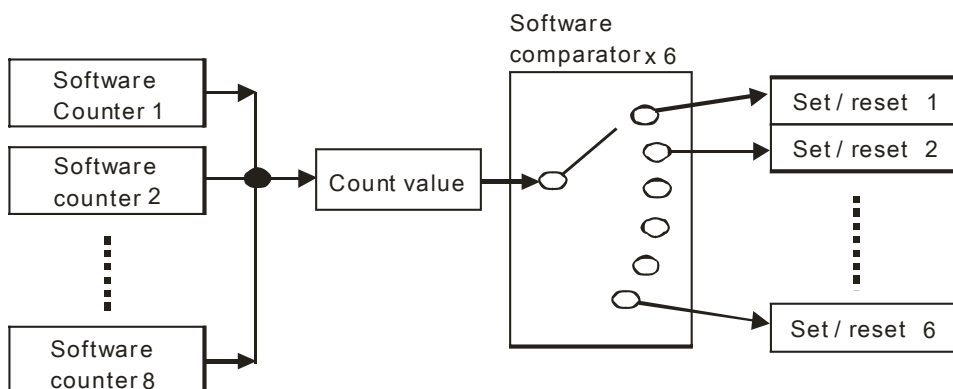 Software
comparator x 6
Software
Counter 1
Set / reset 1
Set / reset 2
Software
counter 2
Count value
Software
counter 8
Set / reset 6